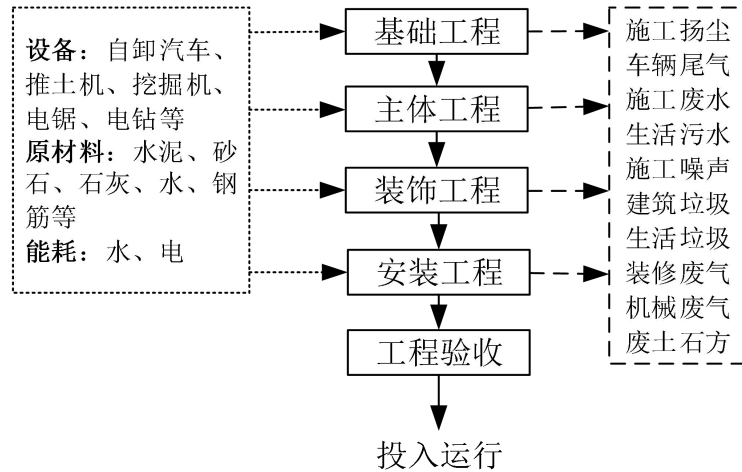 设备：自卸汽车、
推土机、挖掘机、
电锯、电钻等
原材料：水泥、砂
石、石灰、水、钢
筋等
能耗：水、电
基础工程
主体工程
装饰工程
安装工程
工程验收
投入运行
施工扬尘
车辆尾气
施工废水
生活污水
施工噪声
建筑垃圾
生活垃圾
装修废气
机械废气
废土石方